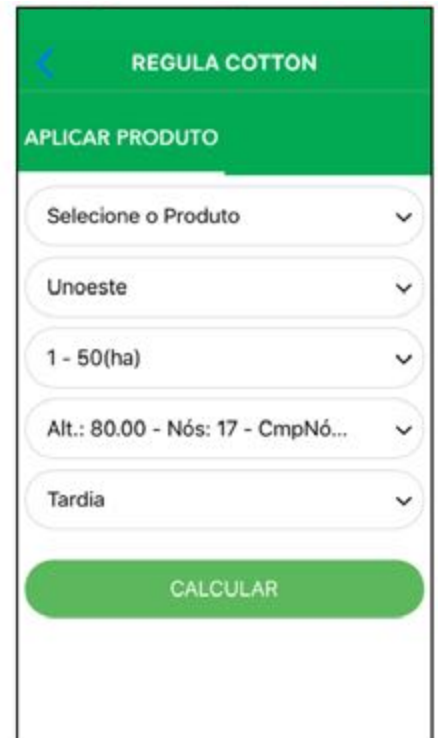 REGULA COTTON
APLICAR PRODUTO
Selecione o Produto
Unoeste
1 - 50(ha)
Alt.: 80.00 - Nós: 17 - CmpNó...
Tardia
CALCULAR